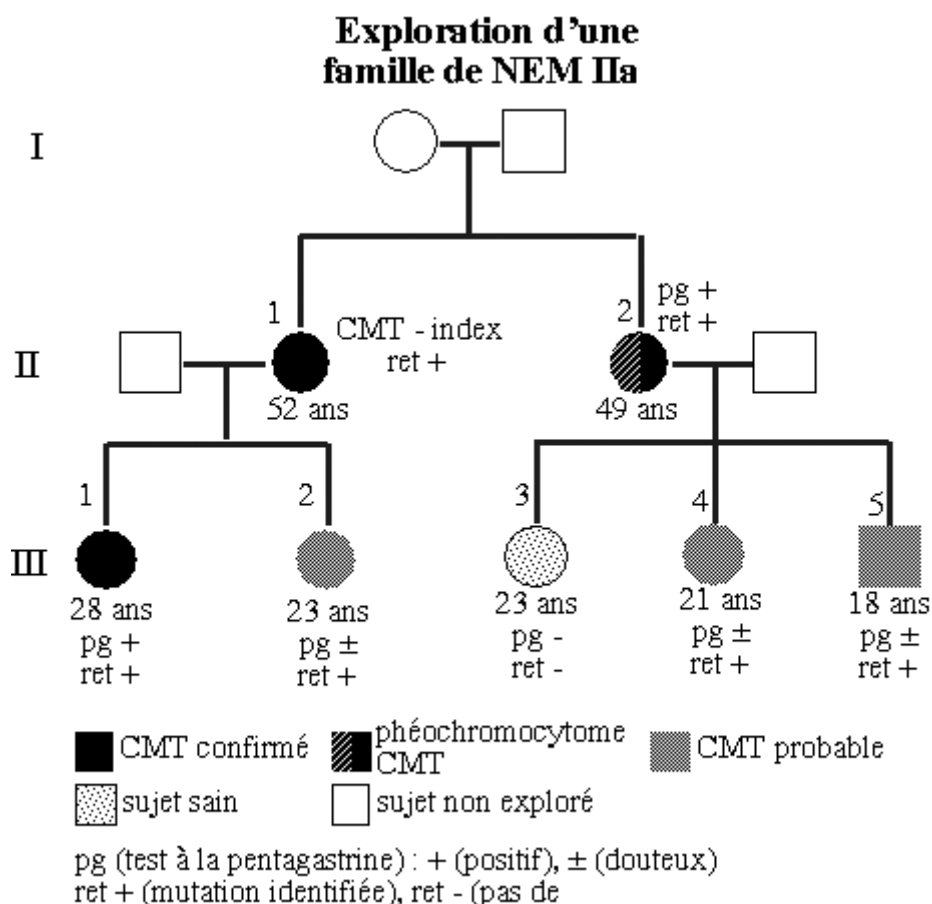 Exploration d'une
famille de NEM IIa
I
1
CMT - index
ret +
2
pg +
ret +
II
52 ans
49 ans
1
2
3
4
5
III
28 ans
pg +
ret +
23 ans
pg ±
ret +
23 ans
pg -
ret -
21 ans
pg ±
ret +
18 ans
pg ±
ret +
CMT confirmé
phéochromocytome
CMT
CMT probable
sujet sain
sujet non exploré
pg (test à la pentagastrine) : + (positif), ± (douteux)
ret + (mutation identifiée), ret - (pas de